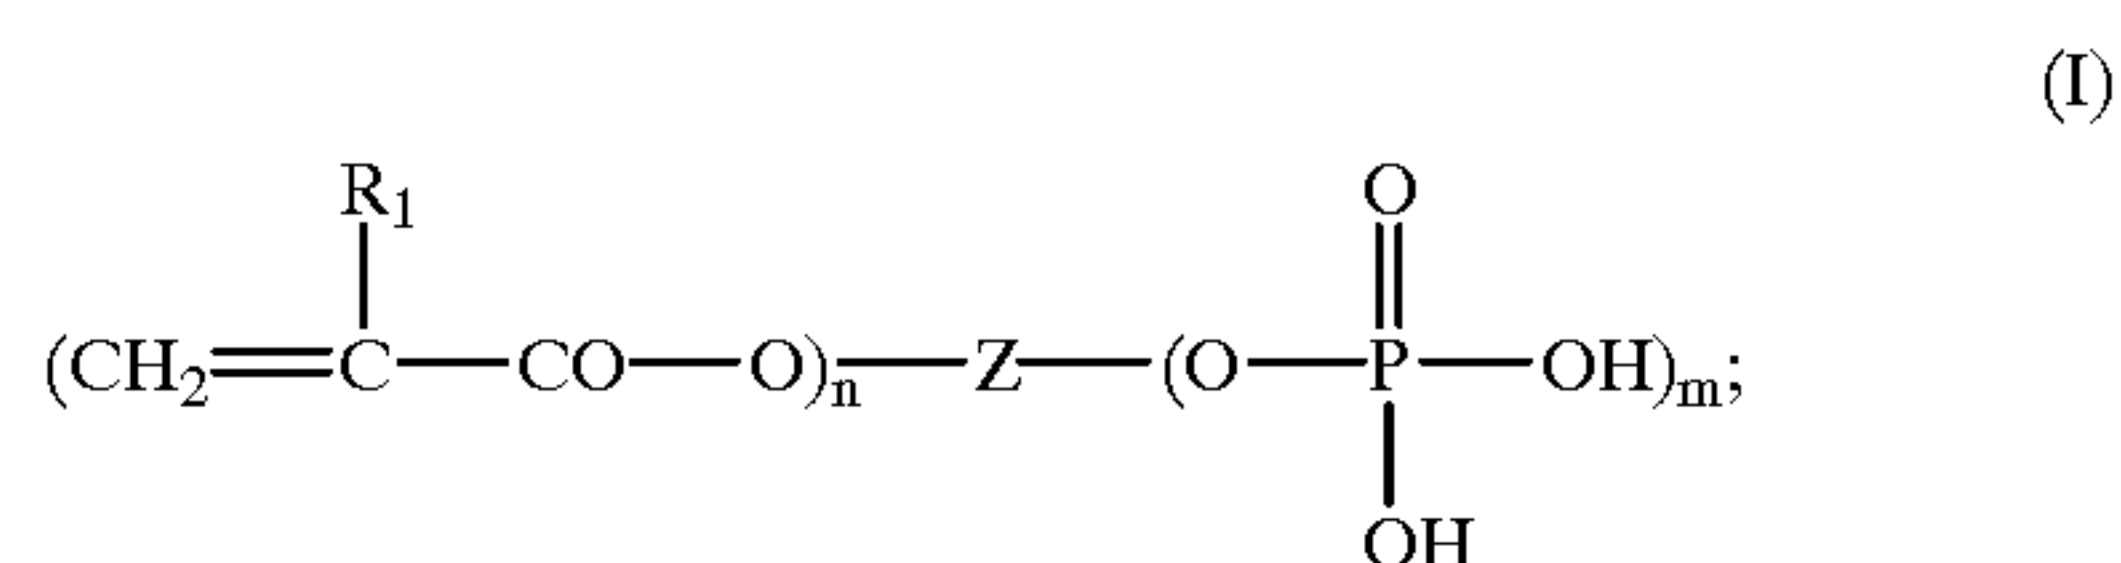 (I)
R₁ O
(CH₂=C—CO—O)ₙ—Z—(O—P—OH)ₘ;
OH